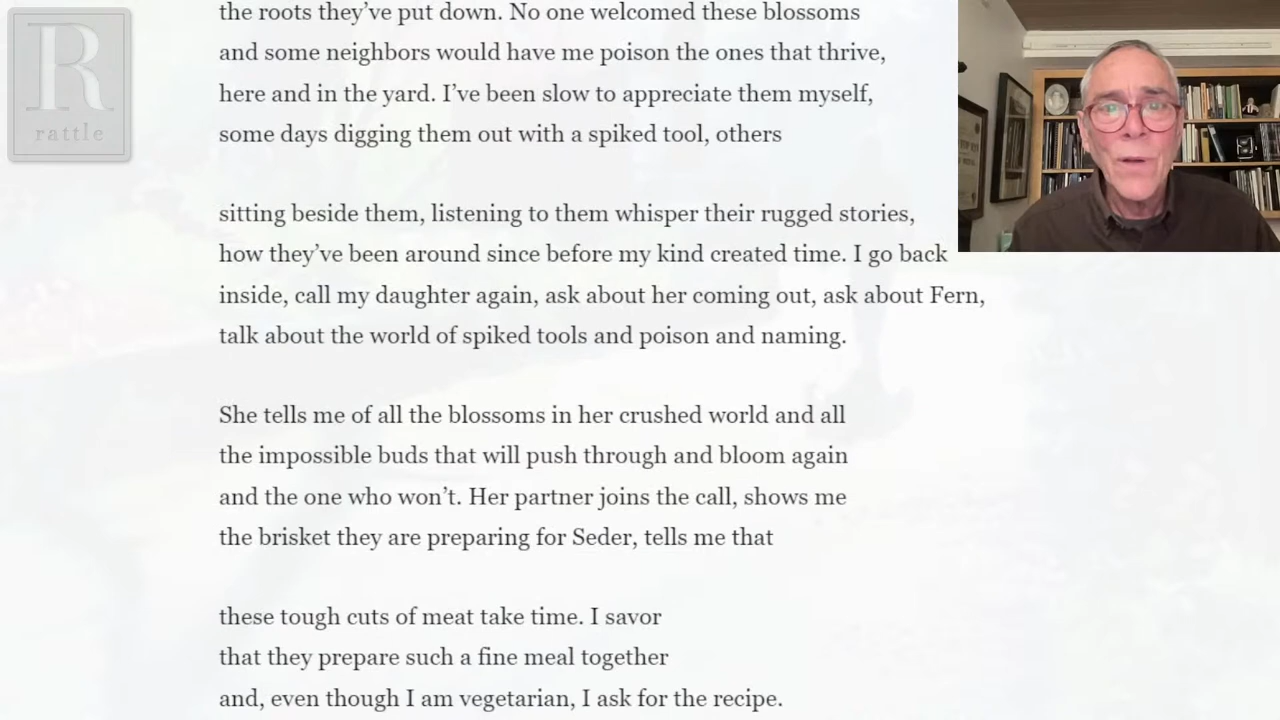 R
rattle
the roots they’ve put down. No one welcomed these blossoms
and some neighbors would have me poison the ones that thrive,
here and in the yard. I’ve been slow to appreciate them myself,
some days digging them out with a spiked tool, others
sitting beside them, listening to them whisper their rugged stories,
how they’ve been around since before my kind created time. I go back
inside, call my daughter again, ask about her coming out, ask about Fern,
talk about the world of spiked tools and poison and naming.
She tells me of all the blossoms in her crushed world and all
the impossible buds that will push through and bloom again
and the one who won’t. Her partner joins the call, shows me
the brisket they are preparing for Seder, tells me that
these tough cuts of meat take time. I savor
that they prepare such a fine meal together
and, even though I am vegetarian, I ask for the recipe.